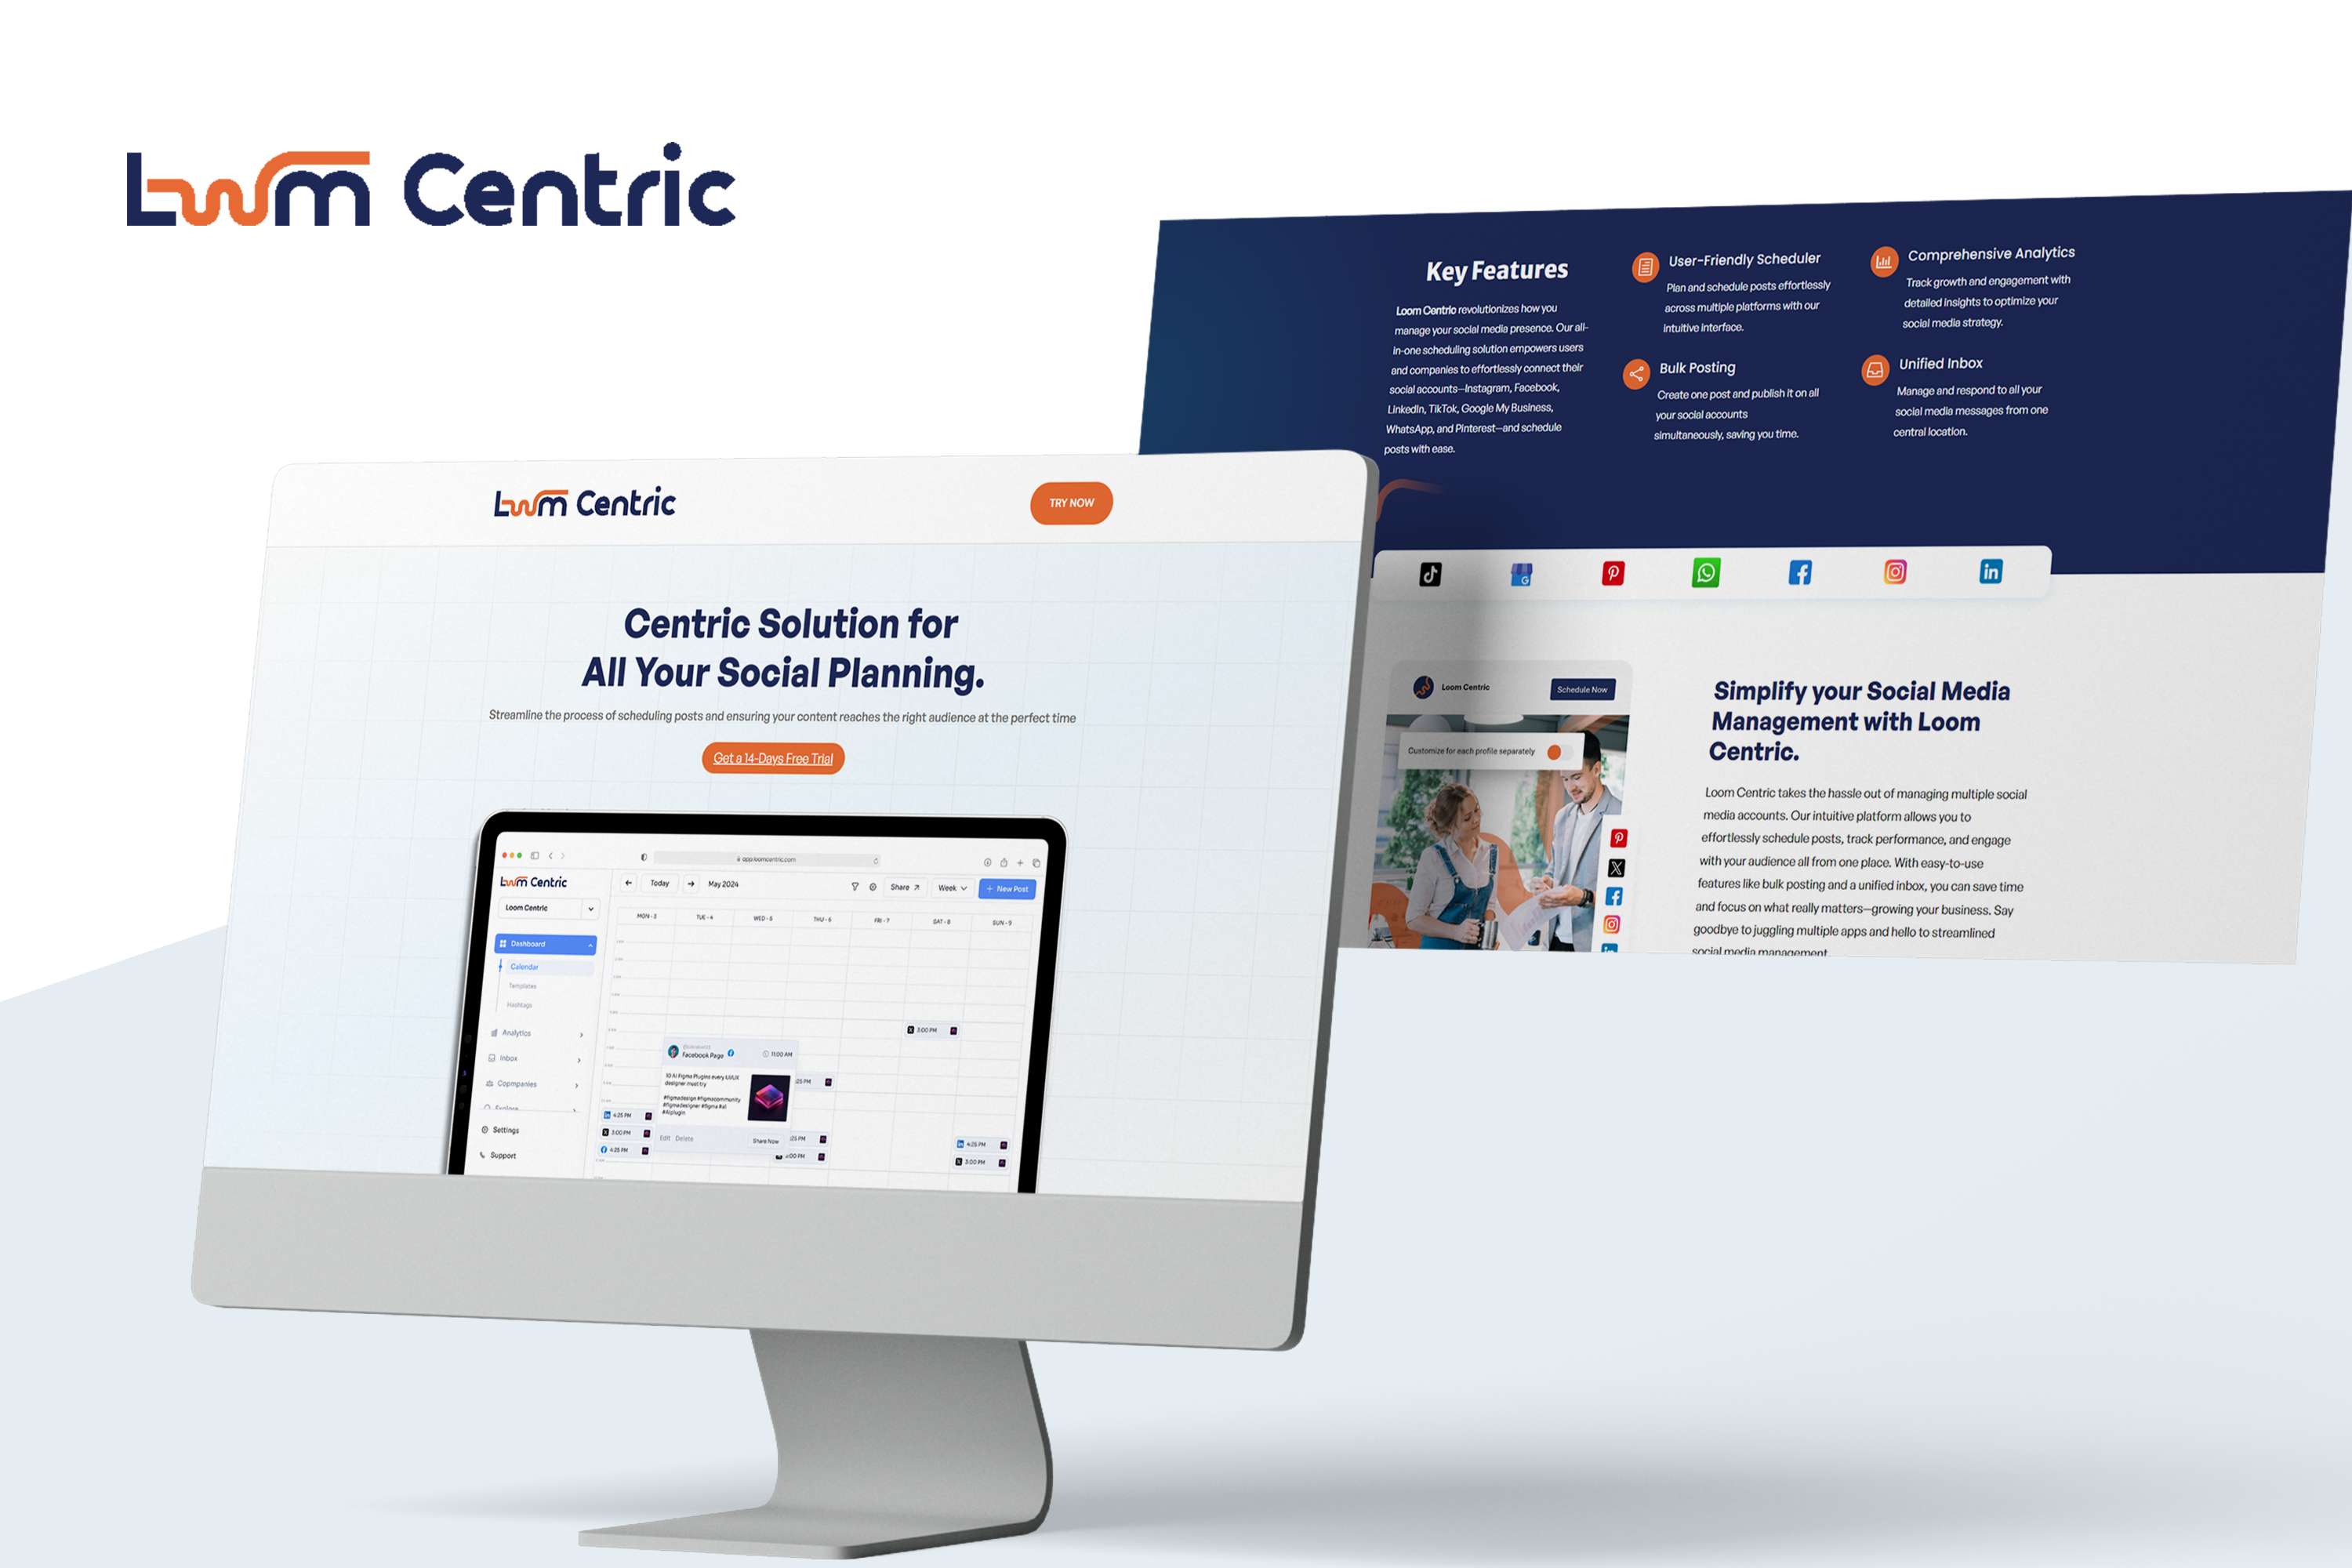 Loom Centric
Key Features
Loom Centric revolutionizes how you
manage your social media presence. Our all-
in-one scheduling solution empowers users
and companies to effortlessly connect their
social accounts—Instagram, Facebook,
LinkedIn, TikTok, Google My Business,
WhatsApp, and Pinterest—and schedule
posts with ease.
User-Friendly Scheduler
Plan and schedule posts effortlessly
across multiple platforms with our
intuitive interface.
Comprehensive Analytics
Track growth and engagement with
detailed insights to optimize your
social media strategy.
Bulk Posting
Create one post and publish it on all
your social accounts
simultaneously, saving you time.
Unified Inbox
Manage and respond to all your
social media messages from one
central location.
Loom Centric
TRY NOW
Centric Solution for
All Your Social Planning.
Streamline the process of scheduling posts and ensuring your content reaches the right audience at the perfect time
Get a 14-Days Free Trial
app.loomcentric.com
Loom Centric
Loom Centric
Dashboard
Calendar
Templates
Hashtags
Analytics
Inbox
Copmpanies
Explore
Settings
Support
Today
May 2024
Share
Week
+ New Post
MON - 3
TUE - 4
WED - 5
THU - 6
FRI - 7
SAT - 8
SUN - 9
3:00 PM
Facebook Page
11:00 AM
10 AI Figma Plugins every UI/UX
designer must try
#figmadesign #figmacommunity
#figmadesigner #figma #ai
#AIplugin
Edit Delete
Share Now
:25 PM
:25 PM
3:00 PM
4:25 PM
3:00 PM
4:25 PM
4:25 PM
3:00 PM
Loom Centric
Schedule Now
Customize for each profile separately
Simplify your Social Media
Management with Loom
Centric.
Loom Centric takes the hassle out of managing multiple social
media accounts. Our intuitive platform allows you to
effortlessly schedule posts, track performance, and engage
with your audience all from one place. With easy-to-use
features like bulk posting and a unified inbox, you can save time
and focus on what really matters—growing your business. Say
goodbye to juggling multiple apps and hello to streamlined
social media management.